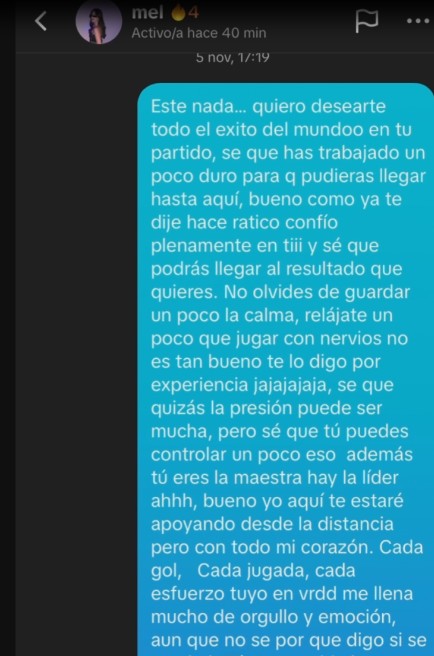 mel 🔥4
Activo/a hace 40 min
5 nov, 17:19
Este nada... quiero desearte
todo el exito del mundoo en tu
partido, se que has trabajado un
poco duro para q pudieras llegar
hasta aquí, bueno como ya te
dije hace ratico confío
plenamente en tiii y sé que
podrás llegar al resultado que
quieres. No olvides de guardar
un poco la calma, relájate un
poco que jugar con nervios no
es tan bueno te lo digo por
experiencia jajajajaja, se que
quizás la presión puede ser
mucha, pero sé que tú puedes
controlar un poco eso además
tú eres la maestra hay la líder
ahhh, bueno yo aquí te estaré
apoyando desde la distancia
pero con todo mi corazón. Cada
gol, Cada jugada, cada
esfuerzo tuyo en vrdd me llena
mucho de orgullo y emoción,
aun que no se por que digo si se